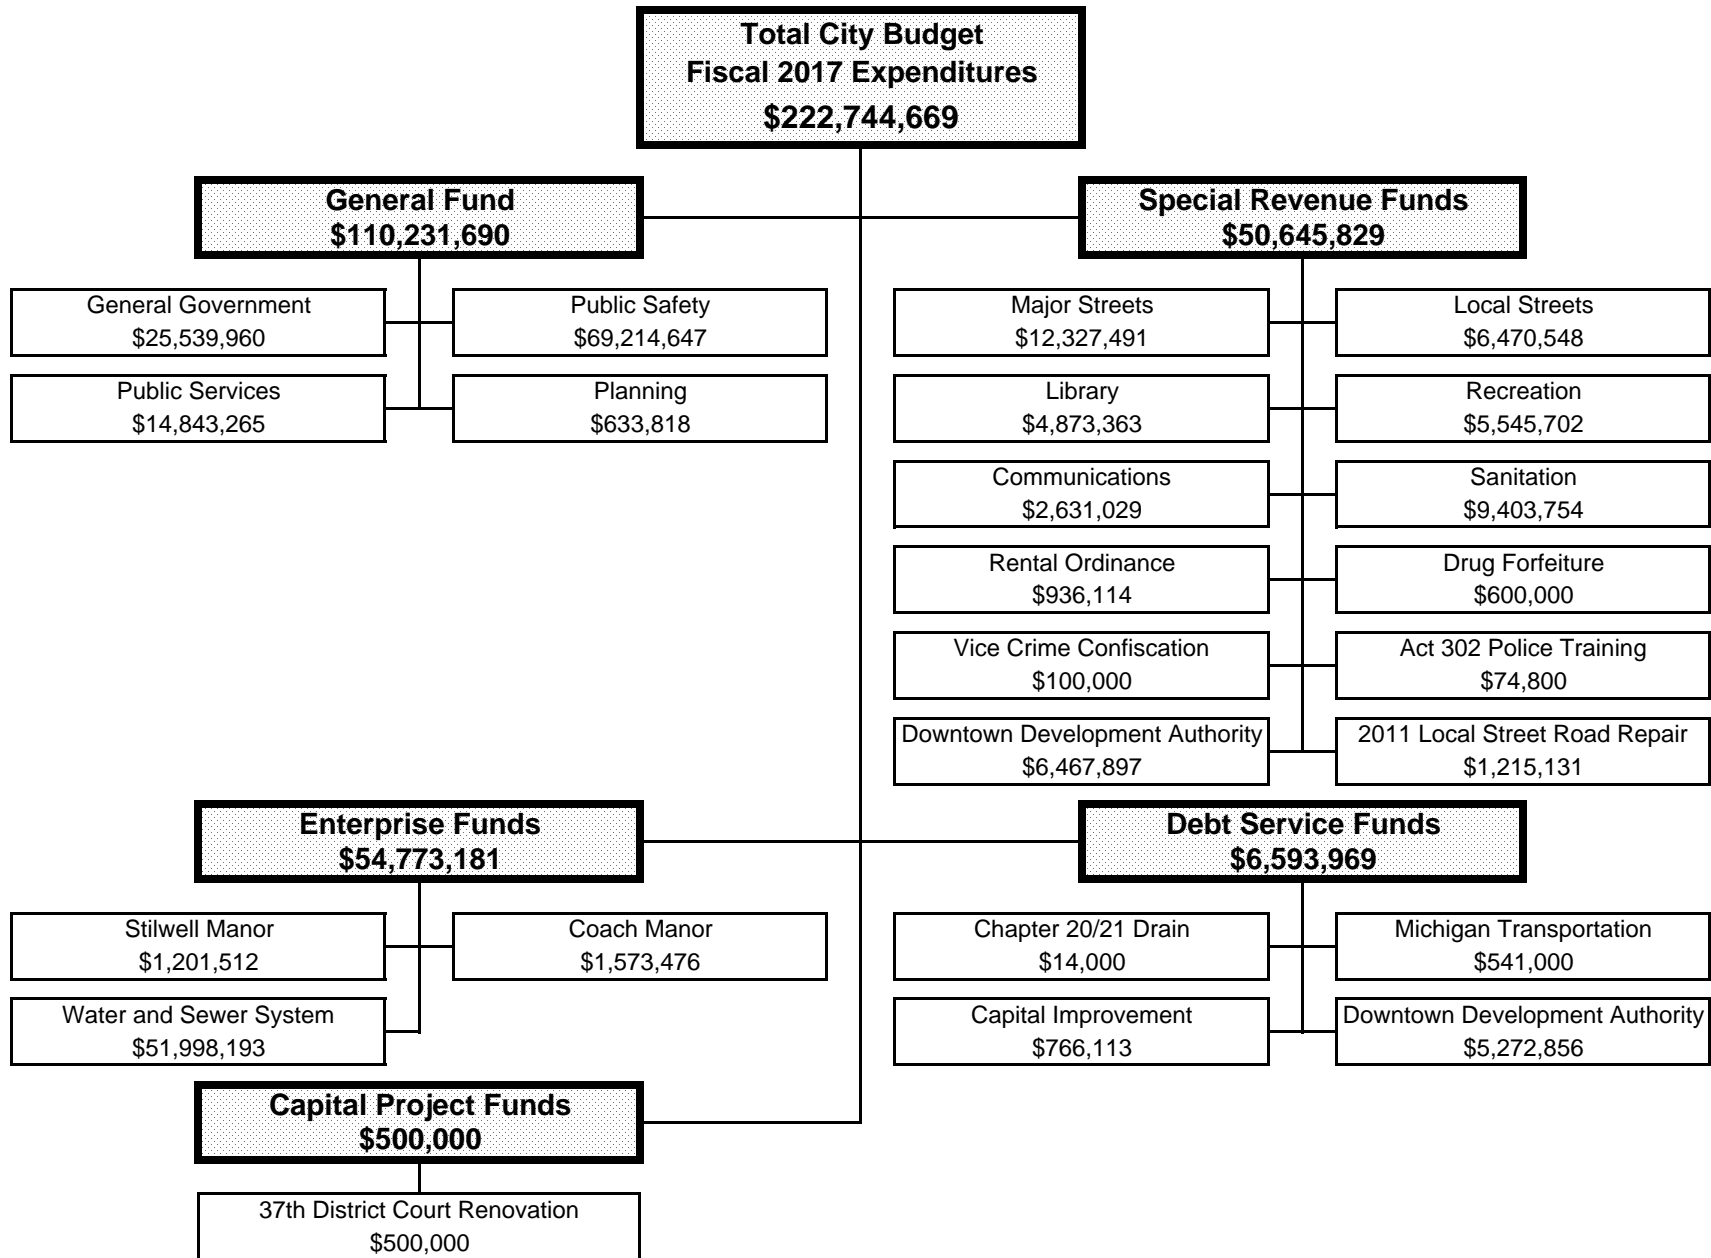 Total City Budget
Fiscal 2017 Expenditures
$222,744,669
General Fund
$110,231,690
General Government
$25,539,960
Public Safety
$69,214,647
Public Services
$14,843,265
Planning
$633,818
Special Revenue Funds
$50,645,829
Major Streets
$12,327,491
Local Streets
$6,470,548
Library
$4,873,363
Recreation
$5,545,702
Communications
$2,631,029
Sanitation
$9,403,754
Rental Ordinance
$936,114
Drug Forfeiture
$600,000
Vice Crime Confiscation
$100,000
Act 302 Police Training
$74,800
Downtown Development Authority
$6,467,897
2011 Local Street Road Repair
$1,215,131
Enterprise Funds
$54,773,181
Stilwell Manor
$1,201,512
Coach Manor
$1,573,476
Water and Sewer System
$51,998,193
Debt Service Funds
$6,593,969
Chapter 20/21 Drain
$14,000
Michigan Transportation
$541,000
Capital Improvement
$766,113
Downtown Development Authority
$5,272,856
Capital Project Funds
$500,000
37th District Court Renovation
$500,000